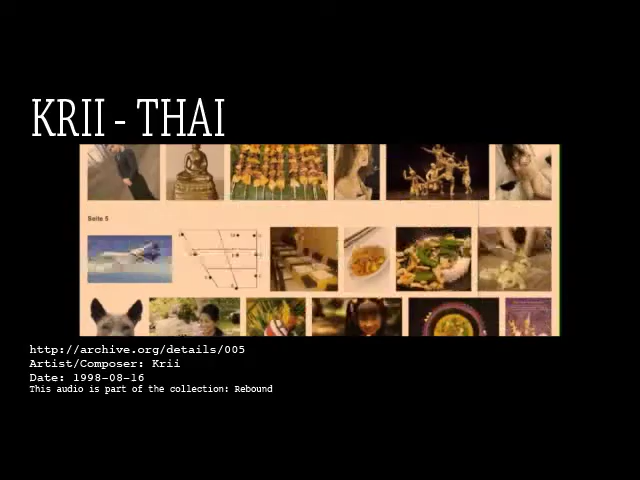 KRII - THAI
Seite 5
http://archive.org/details/005
Artist/Composer: Krii
Date: 1998-08-16
This audio is part of the collection: Rebound